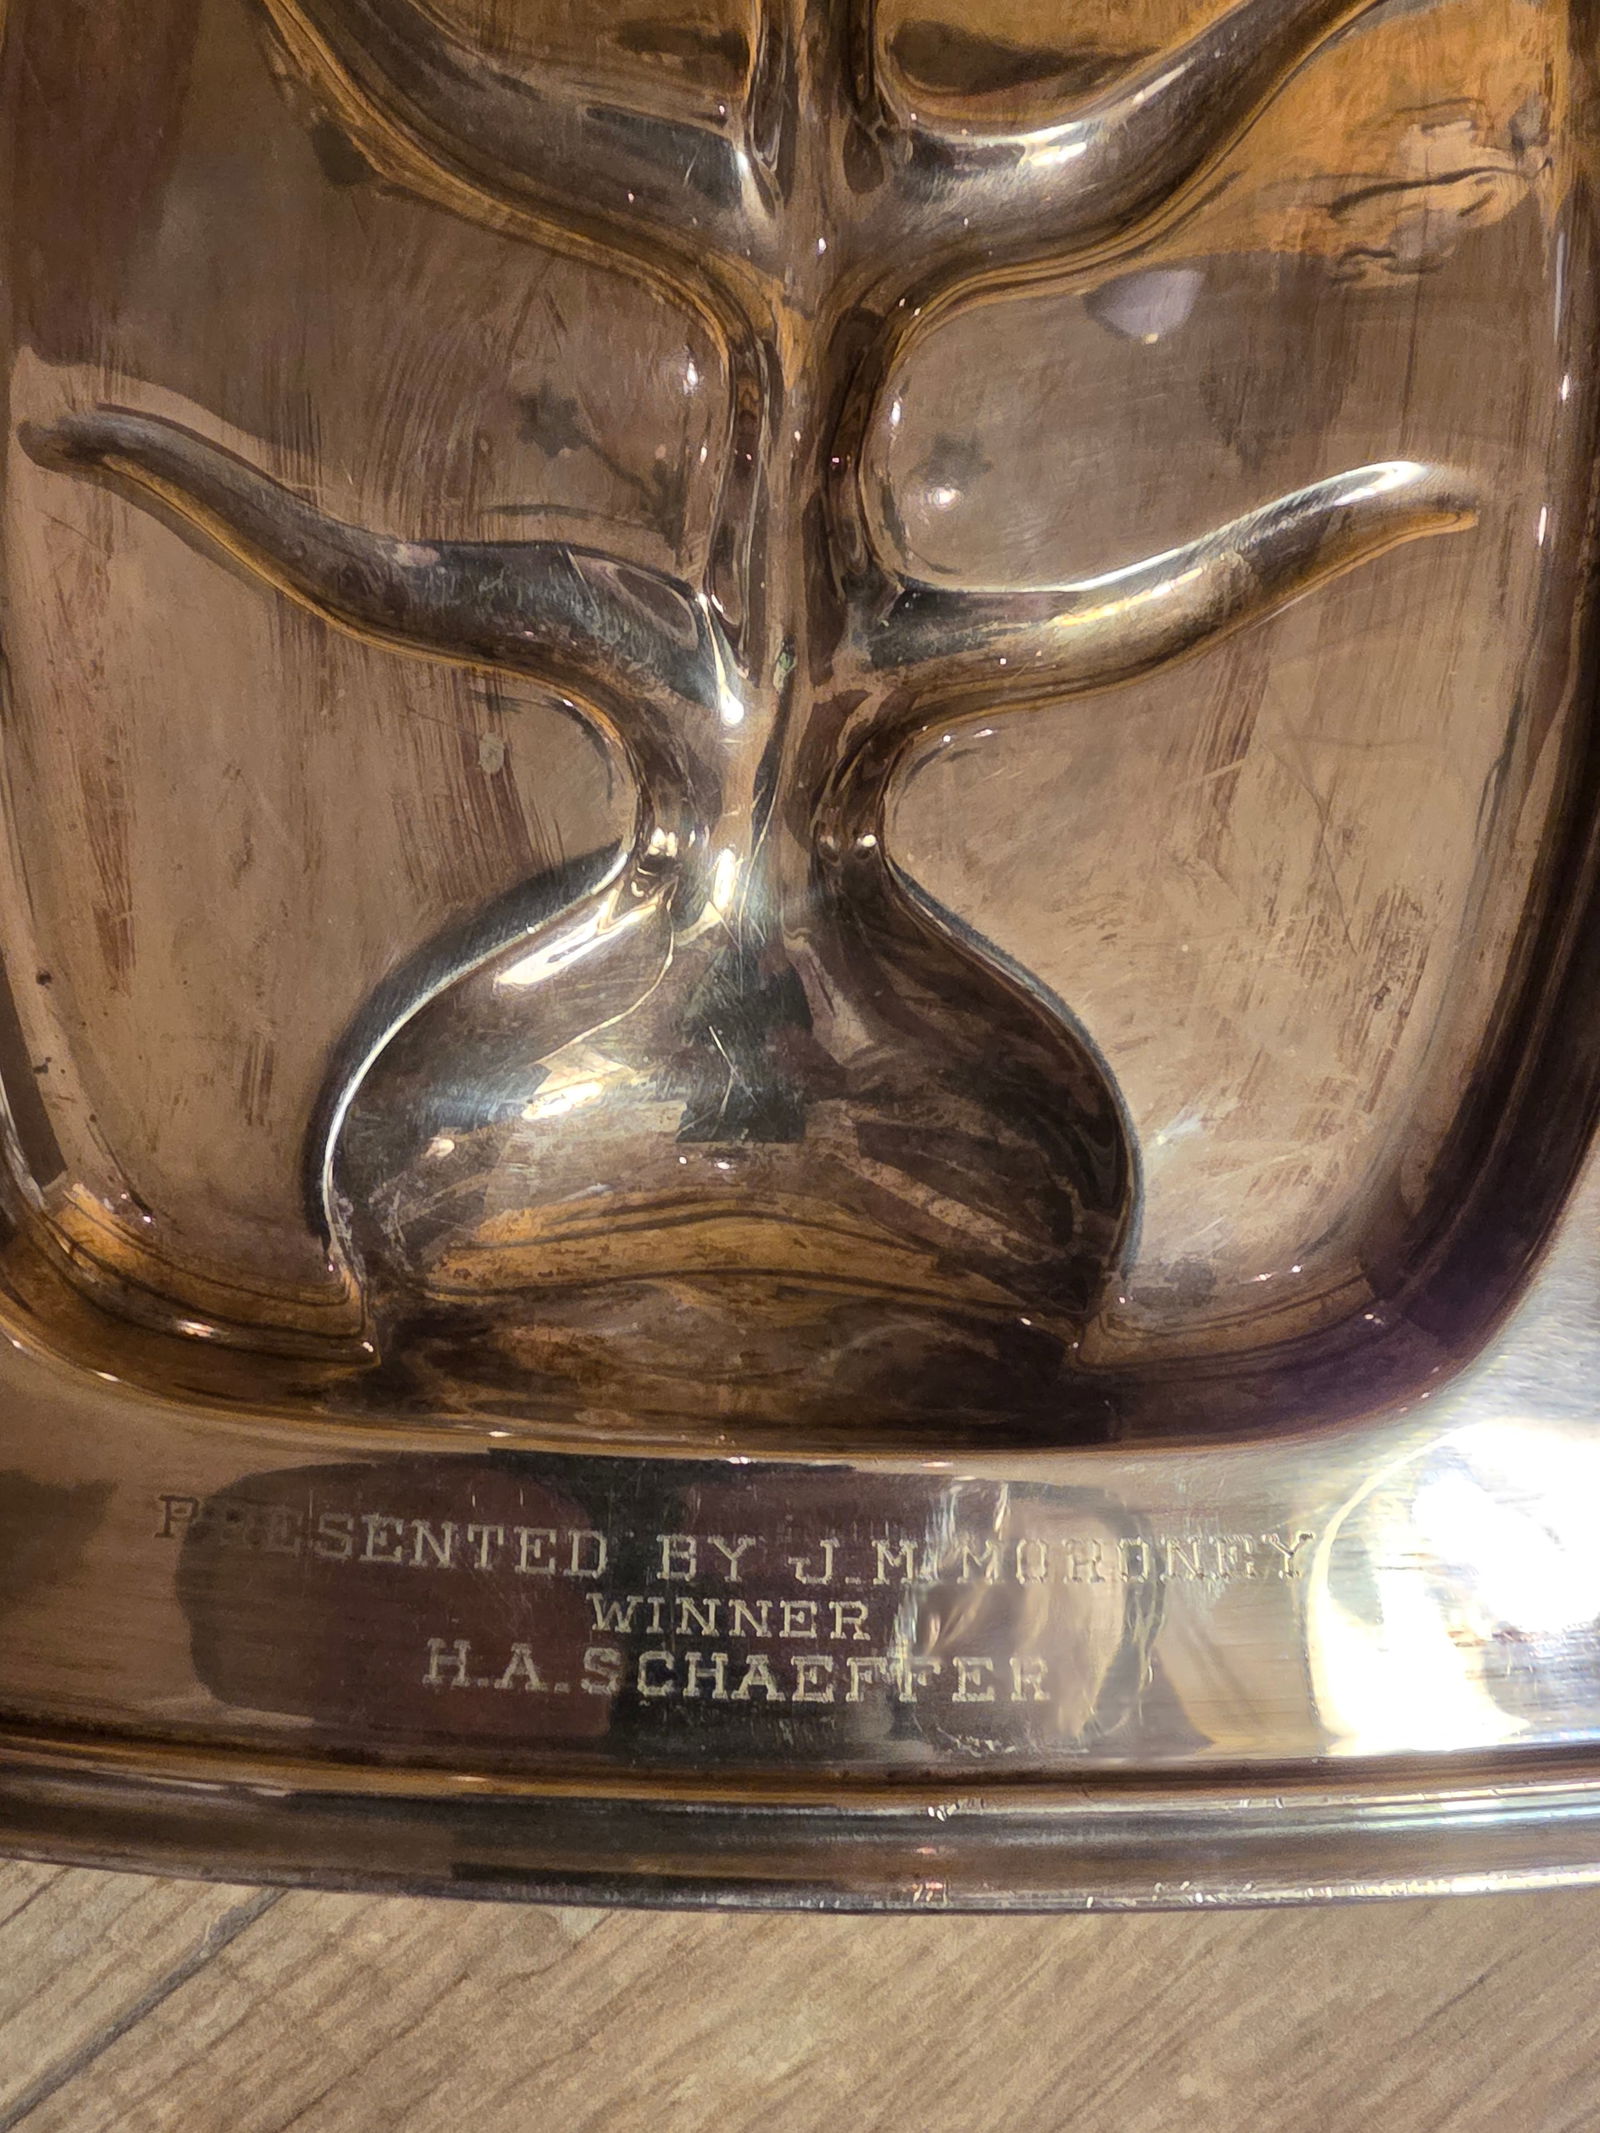 PRESENTED BY J.M. MORONEY
WINNER
H.A.SCHAEFFER